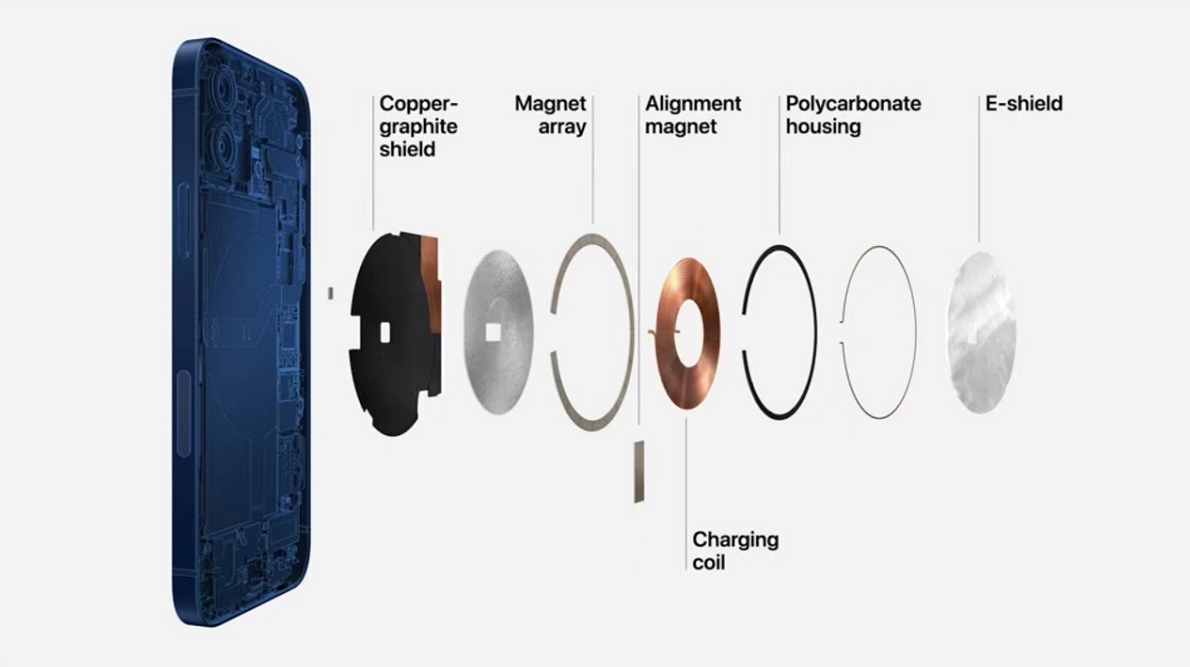 Copper-
graphite
shield
Magnet
array
Alignment
magnet
Polycarbonate
housing
E-shield
Charging
coil